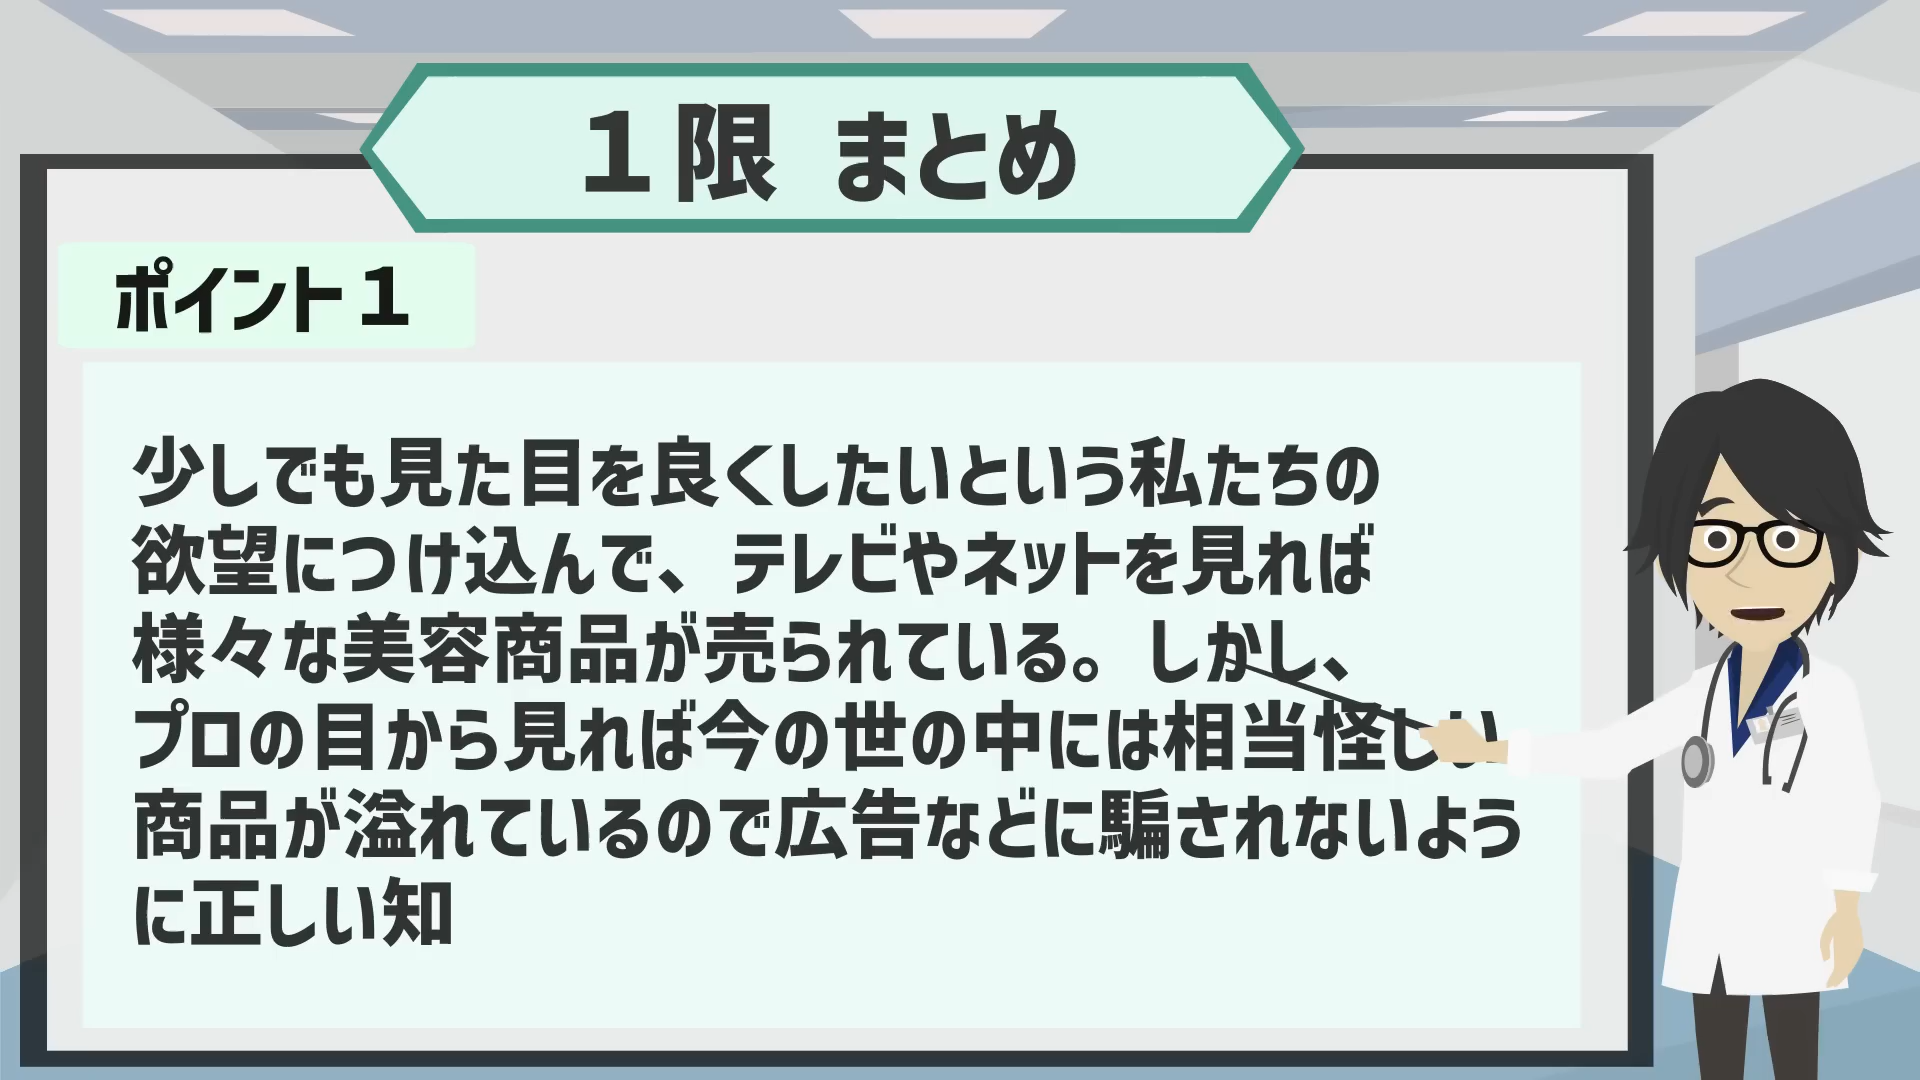 １限 まとめ
ポイント１
少しでも見た目を良くしたいという私たちの
欲望につけ込んで、テレビやネットを見れば
様々な美容商品が売られている。しかし、
プロの目から見れば今の世の中には相当怪しい
商品が溢れているので広告などに騙されないよう
に正しい知